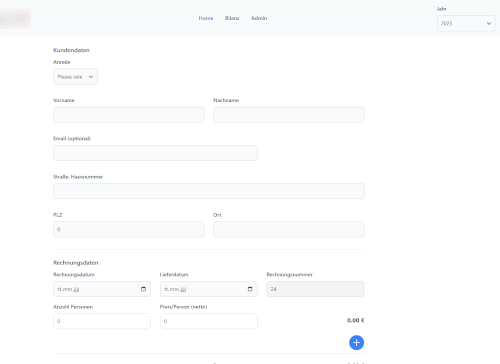 Jahr
Home Bilanz Admin
2025
Kundendaten
Anrede
Please sele
Vorname Nachname
Email (optional)
Straße, Hausnummer
PLZ Ort
0
Rechnungsdaten
Rechnungsdatum Lieferdatum Rechnungsnummer
tt.mm.jjjj tt.mm.jjjj 24
Anzahl Personen Preis/Person (netto)
0 0 0.00 €
+